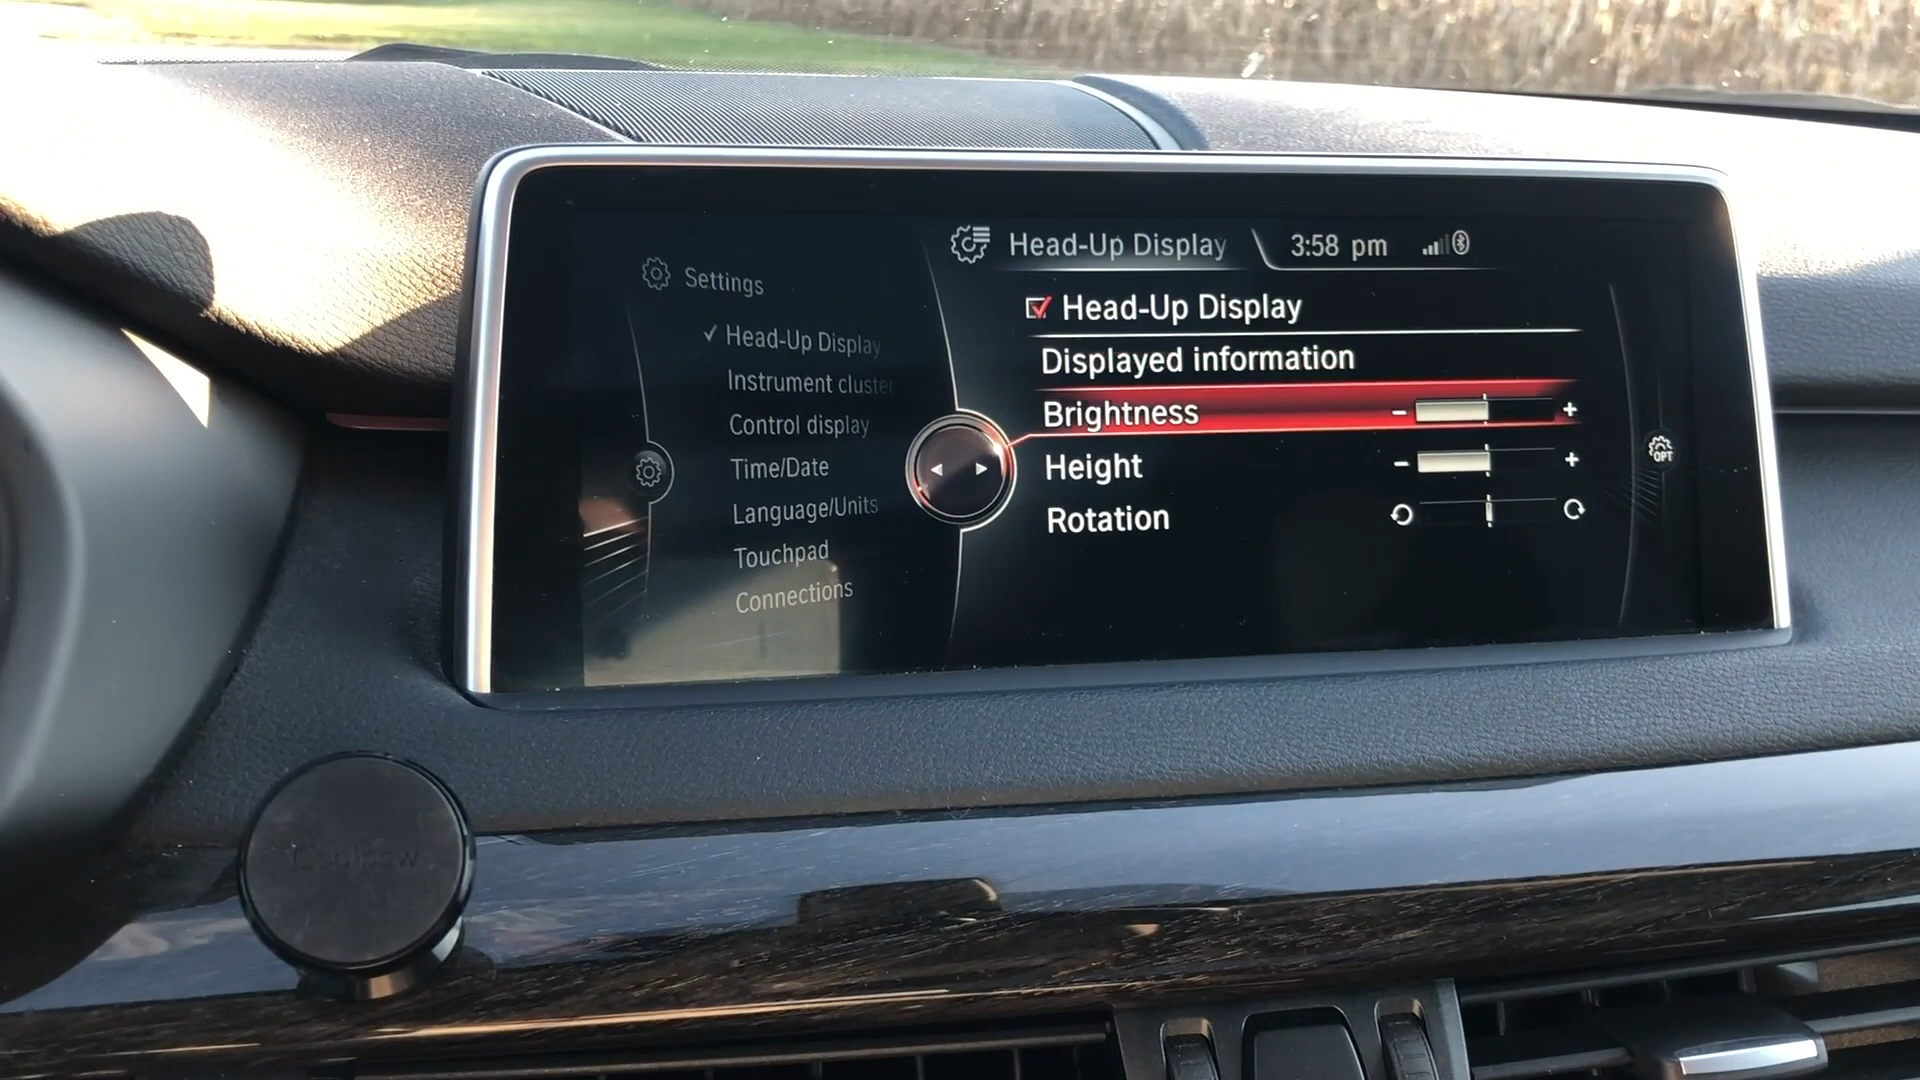 Settings
✓ Head-Up Display
Instrument cluster
Control display
Time/Date
Language/Units
Touchpad
Connections
Head-Up Display
3:58 pm
Head-Up Display
Displayed information
Brightness - +
Height - +
Rotation
OPT